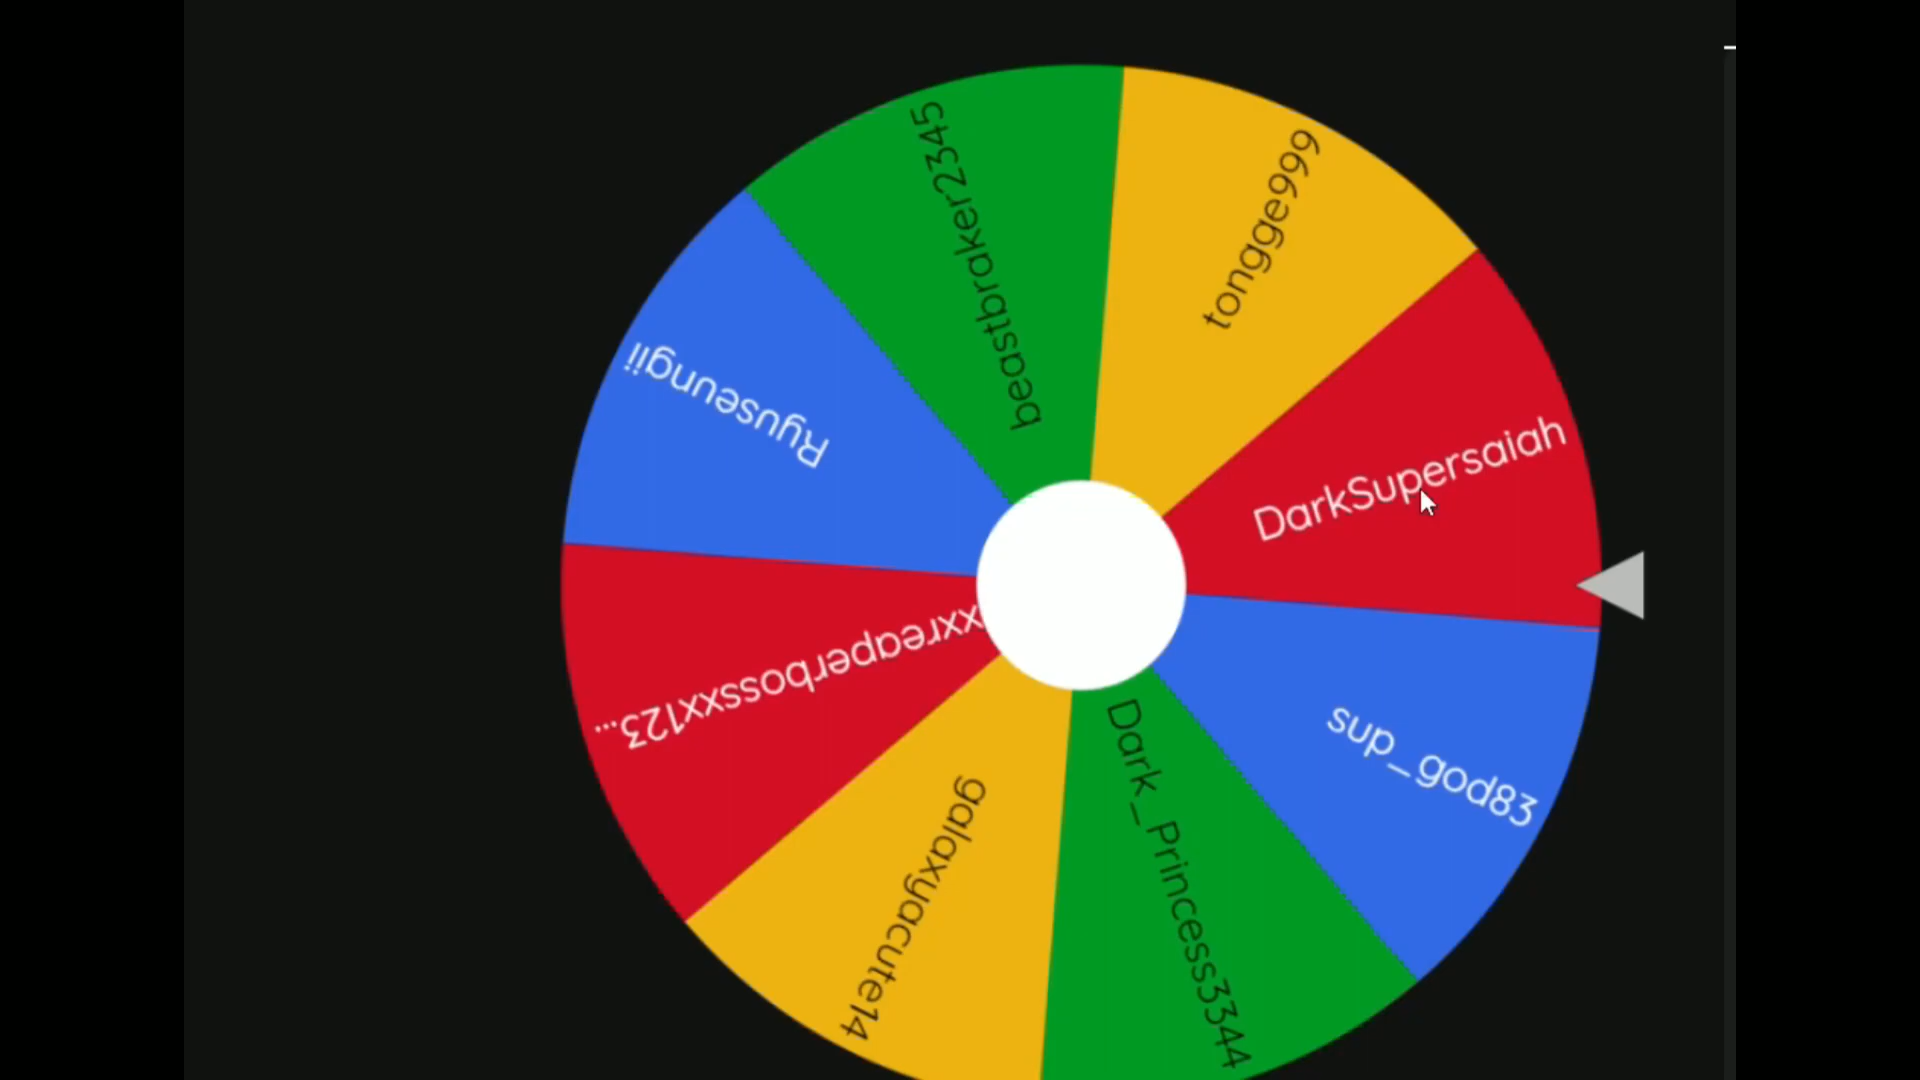 beastbraker2345
tongge999
Ryuseungii
DarkSupersaiah
xxreaperbossxx123...
sup_god83
galaxyacute14
Dark_Princess3344